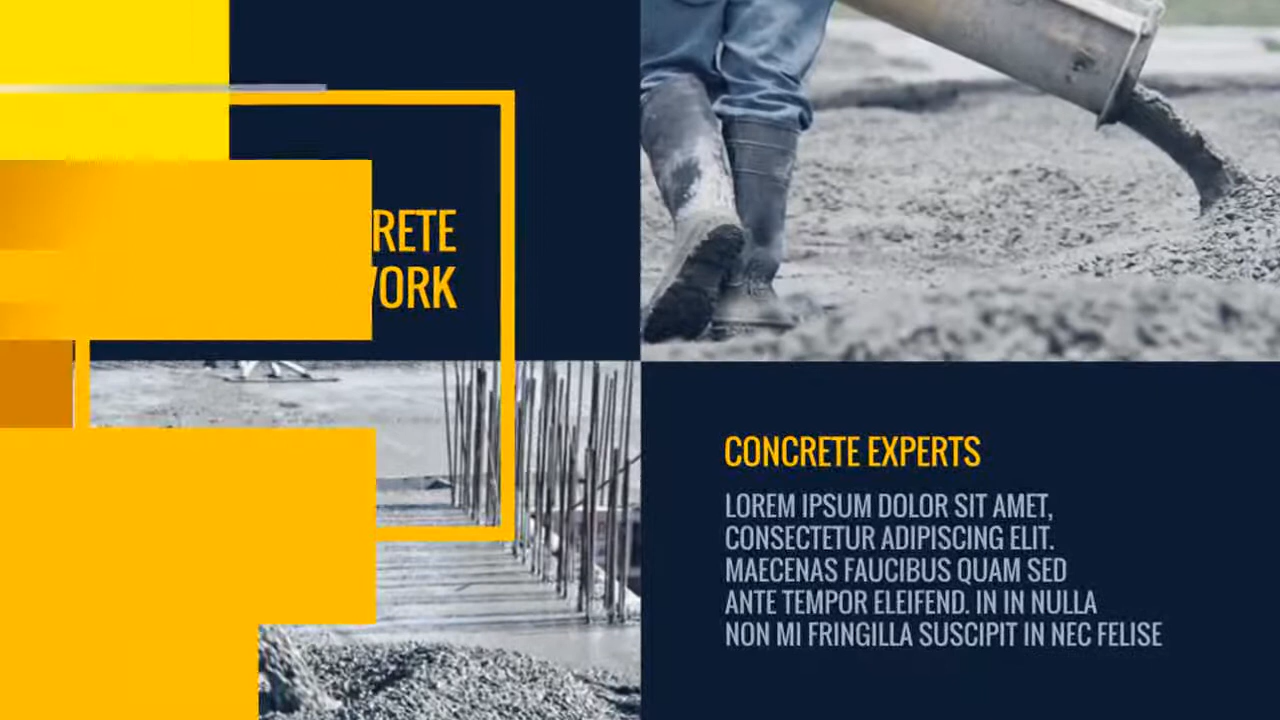 RETE
ORK
CONCRETE EXPERTS
LOREM IPSUM DOLOR SIT AMET,
CONSECTETUR ADIPISCING ELIT.
MAECENAS FAUCIBUS QUAM SED
ANTE TEMPOR ELEIFEND. IN IN NULLA
NON MI FRINGILLA SUSCIPIT IN NEC FELISE